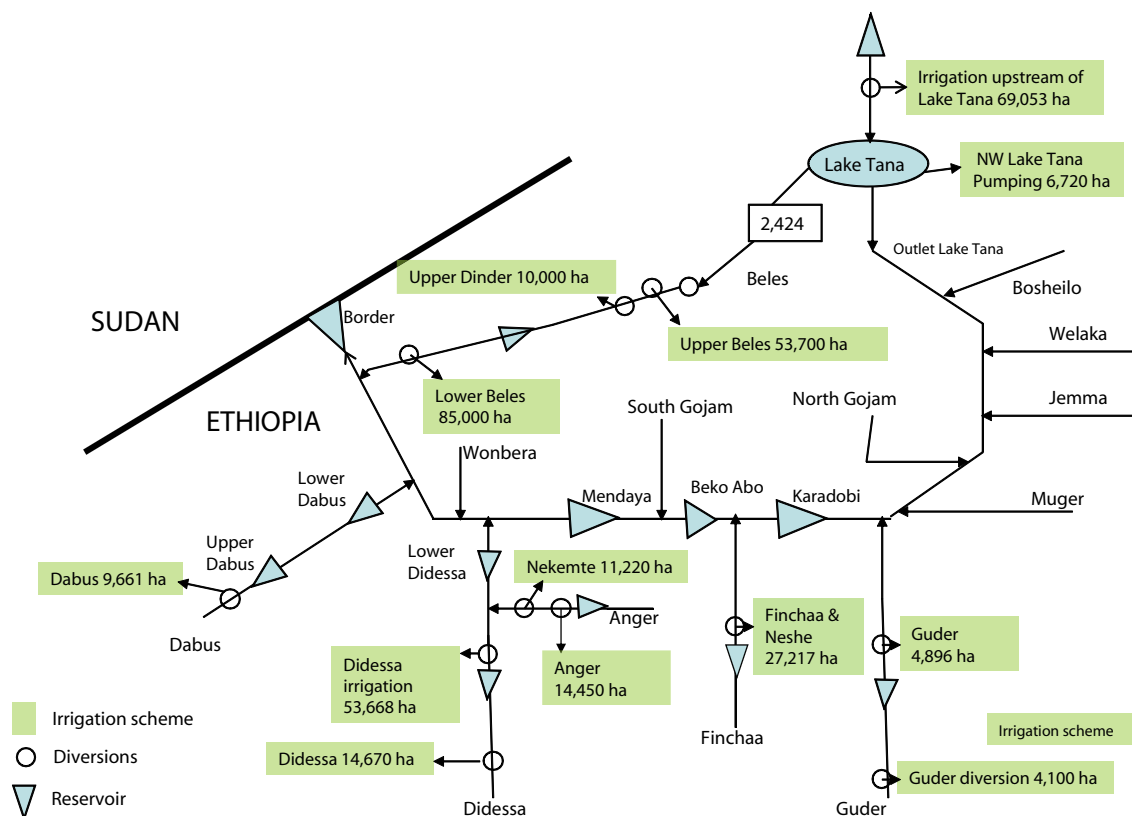 Irrigation upstream of
Lake Tana 69,053 ha
Lake Tana
NW Lake Tana
Pumping 6,720 ha
2,424
Outlet Lake Tana
Bosheilo
Upper Dinder 10,000 ha
Beles
SUDAN
Border
Welaka
Upper Beles 53,700 ha
Lower Beles
85,000 ha
South Gojam
North Gojam
Jemma
ETHIOPIA
Wonbera
Lower
Dabus
Mendaya
Beko Abo
Karadobi
Muger
Upper
Dabus
Lower
Didessa
Nekemte 11,220 ha
Dabus 9,661 ha
Anger
Finchaa &
Neshe
27,217 ha
Guder
4,896 ha
Dabus
Didessa
irrigation
53,668 ha
Anger
14,450 ha
Irrigation scheme
Finchaa
Irrigation scheme
Diversions
Didessa 14,670 ha
Guder diversion 4,100 ha
Reservoir
Didessa
Guder